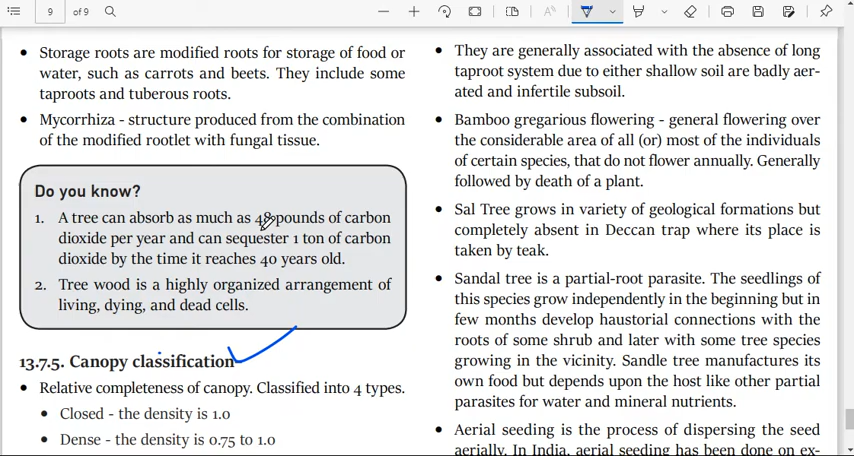 9 of 9
• Storage roots are modified roots for storage of food or
water, such as carrots and beets. They include some
taproots and tuberous roots.
• Mycorrhiza - structure produced from the combination
of the modified rootlet with fungal tissue.
Do you know?
1. A tree can absorb as much as 48 pounds of carbon
dioxide per year and can sequester 1 ton of carbon
dioxide by the time it reaches 40 years old.
2. Tree wood is a highly organized arrangement of
living, dying, and dead cells.
13.7.5. Canopy classification
• Relative completeness of canopy. Classified into 4 types.
• Closed - the density is 1.0
• Dense - the density is 0.75 to 1.0
• They are generally associated with the absence of long
taproot system due to either shallow soil are badly aer-
ated and infertile subsoil.
• Bamboo gregarious flowering - general flowering over
the considerable area of all (or) most of the individuals
of certain species, that do not flower annually. Generally
followed by death of a plant.
• Sal Tree grows in variety of geological formations but
completely absent in Deccan trap where its place is
taken by teak.
• Sandal tree is a partial-root parasite. The seedlings of
this species grow independently in the beginning but in
few months develop haustorial connections with the
roots of some shrub and later with some tree species
growing in the vicinity. Sandle tree manufactures its
own food but depends upon the host like other partial
parasites for water and mineral nutrients.
• Aerial seeding is the process of dispersing the seed
aerially. In India, aerial seeding has been done on ex-